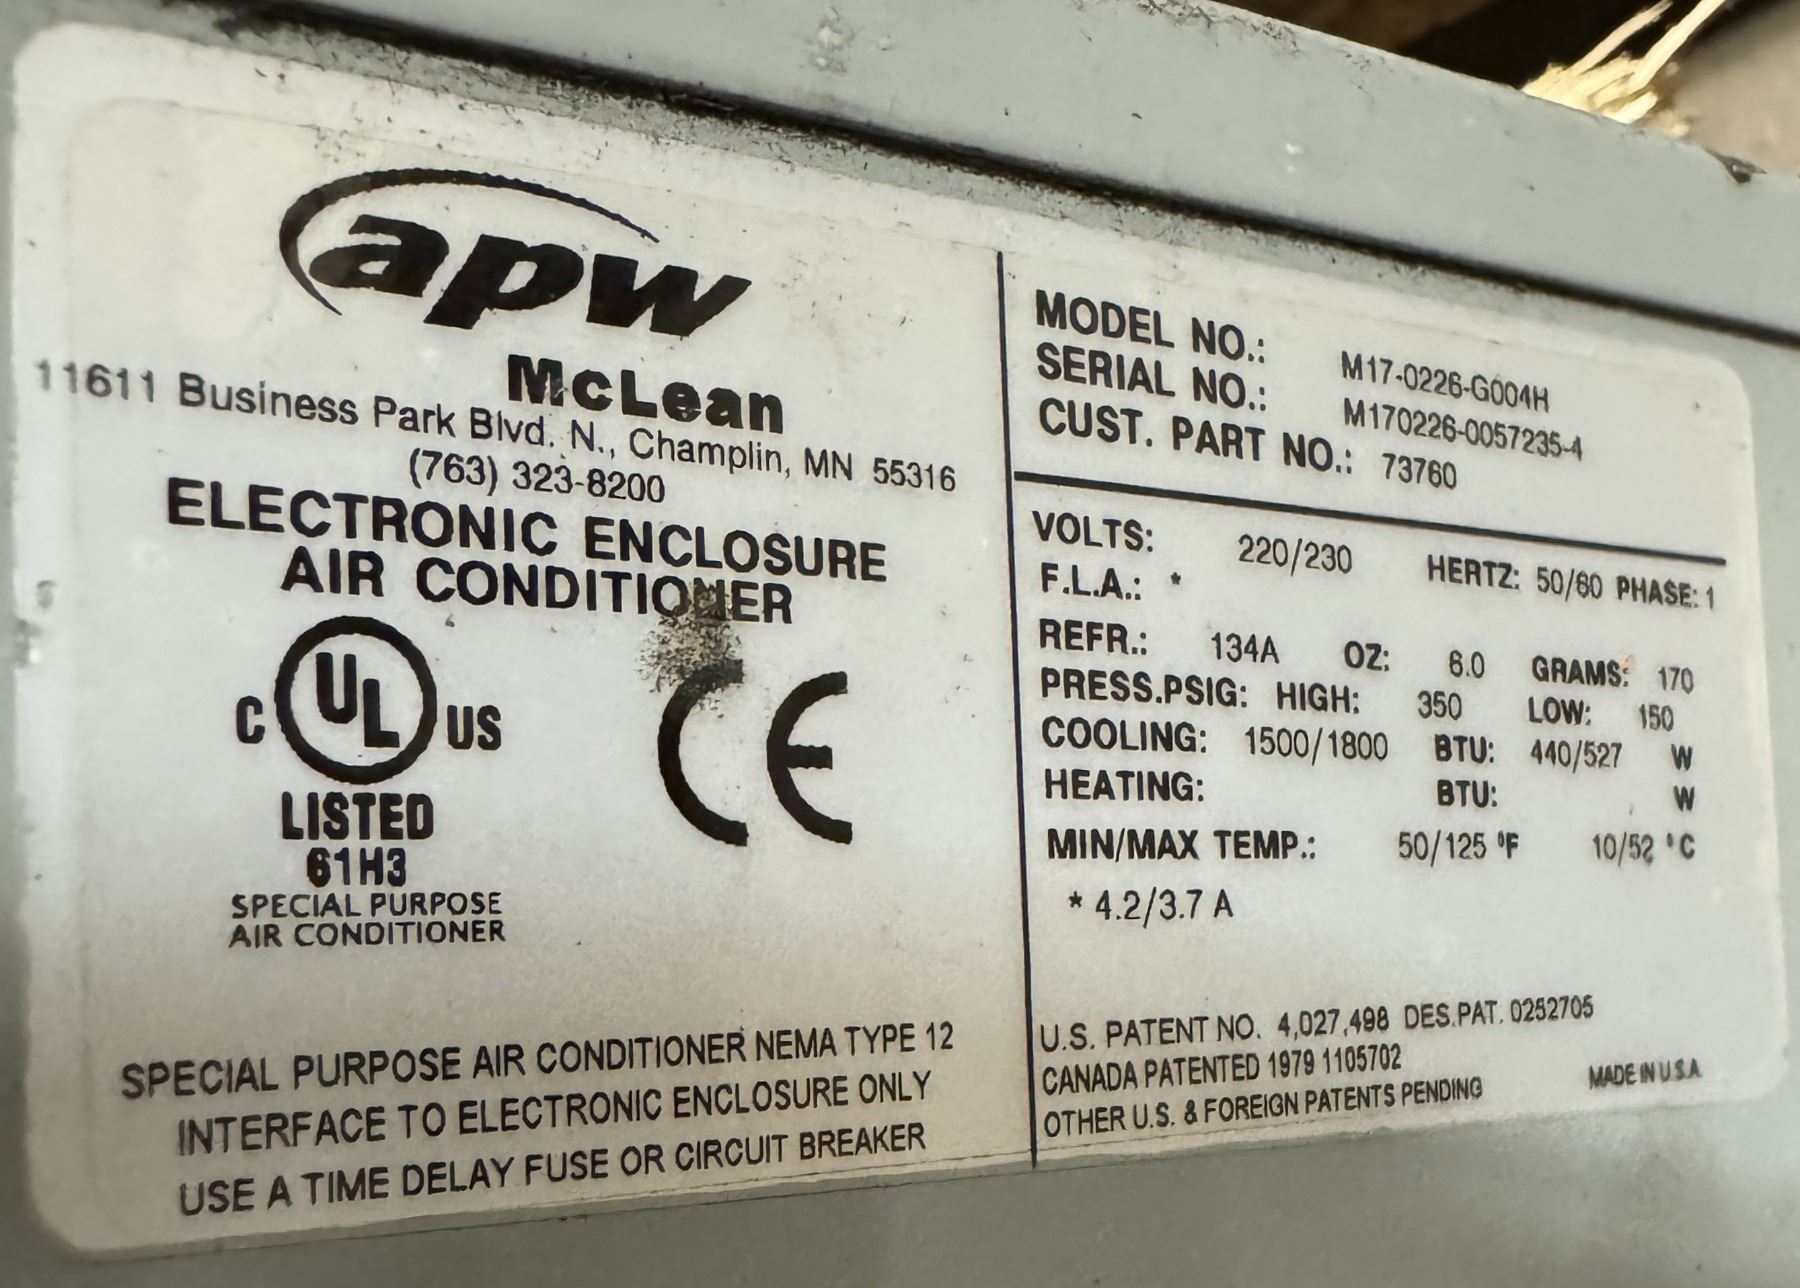 apw
McLean
11611 Business Park Blvd. N., Champlin, MN 55316
(763) 323-8200
ELECTRONIC ENCLOSURE
AIR CONDITIONER
C UL US
LISTED
61H3
SPECIAL PURPOSE
AIR CONDITIONER
CE
SPECIAL PURPOSE AIR CONDITIONER NEMA TYPE 12
INTERFACE TO ELECTRONIC ENCLOSURE ONLY
USE A TIME DELAY FUSE OR CIRCUIT BREAKER
MODEL NO.: M17-0226-G004H
SERIAL NO.: M170226-0057235-4
CUST. PART NO.: 73760
VOLTS: 220/230 HERTZ: 50/60 PHASE: 1
F.L.A.: *
REFR.: 134A OZ: 6.0 GRAMS: 170
PRESS.PSIG: HIGH: 350 LOW: 150
COOLING: 1500/1800 BTU: 440/527 W
HEATING: BTU: W
MIN/MAX TEMP.: 50/125 °F 10/52 °C
* 4.2/3.7 A
U.S. PATENT NO. 4,027,498 DES.PAT. 0252705
CANADA PATENTED 1979 1105702
OTHER U.S. & FOREIGN PATENTS PENDING
MADE IN U.S.A.